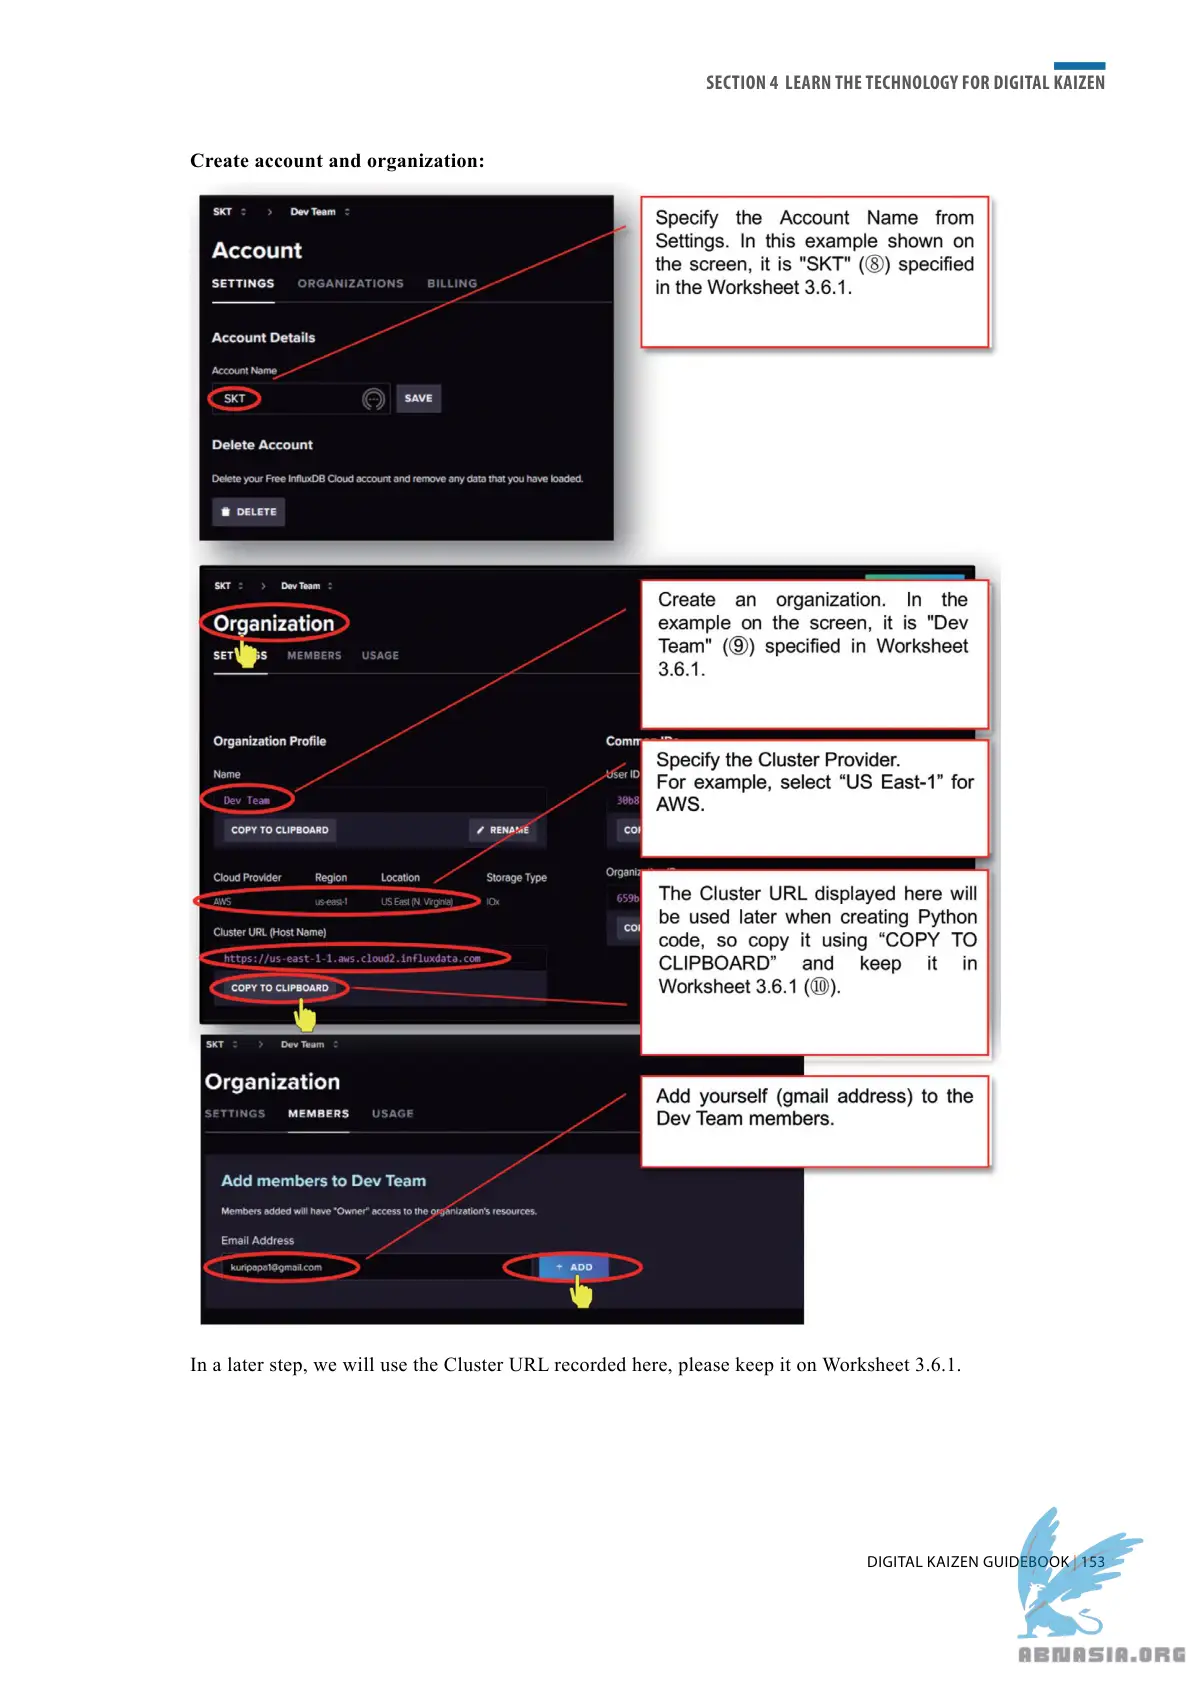 SECTION 4 LEARN THE TECHNOLOGY FOR DIGITAL KAIZEN
Create account and organization:
SKT > Dev Team
Account
SETTINGS ORGANIZATIONS BILLING
Account Details
Account Name
SKT SAVE
Delete Account
Delete your Free InfluxDB Cloud account and remove any data that you have loaded.
DELETE
Specify the Account Name from
Settings. In this example shown on
the screen, it is "SKT" (⑧) specified
in the Worksheet 3.6.1.
SKT > Dev Team
Organization
MEMBERS USAGE
Organization Profile
Name
Dev Team
COPY TO CLIPBOARD RENAME
Cloud Provider Region Location Storage Type
AWS us-east-1 US East (N. Virginia) IOx
Cluster URL (Host Name)
https://us-east-1-1.aws.cloud2.influxdata.com
COPY TO CLIPBOARD
User ID
30b8
659b
Create an organization. In the
example on the screen, it is "Dev
Team" (⑨) specified in Worksheet
3.6.1.
Specify the Cluster Provider.
For example, select “US East-1” for
AWS.
The Cluster URL displayed here will
be used later when creating Python
code, so copy it using “COPY TO
CLIPBOARD” and keep it in
Worksheet 3.6.1 (⑩).
SKT > Dev Team
Organization
SETTINGS MEMBERS USAGE
Add members to Dev Team
Members added will have "Owner" access to the organization's resources.
Email Address
kuripapa1@gmail.com + ADD
Add yourself (gmail address) to the
Dev Team members.
In a later step, we will use the Cluster URL recorded here, please keep it on Worksheet 3.6.1.
DIGITAL KAIZEN GUIDEBOOK | 153
ABNASIA.ORG